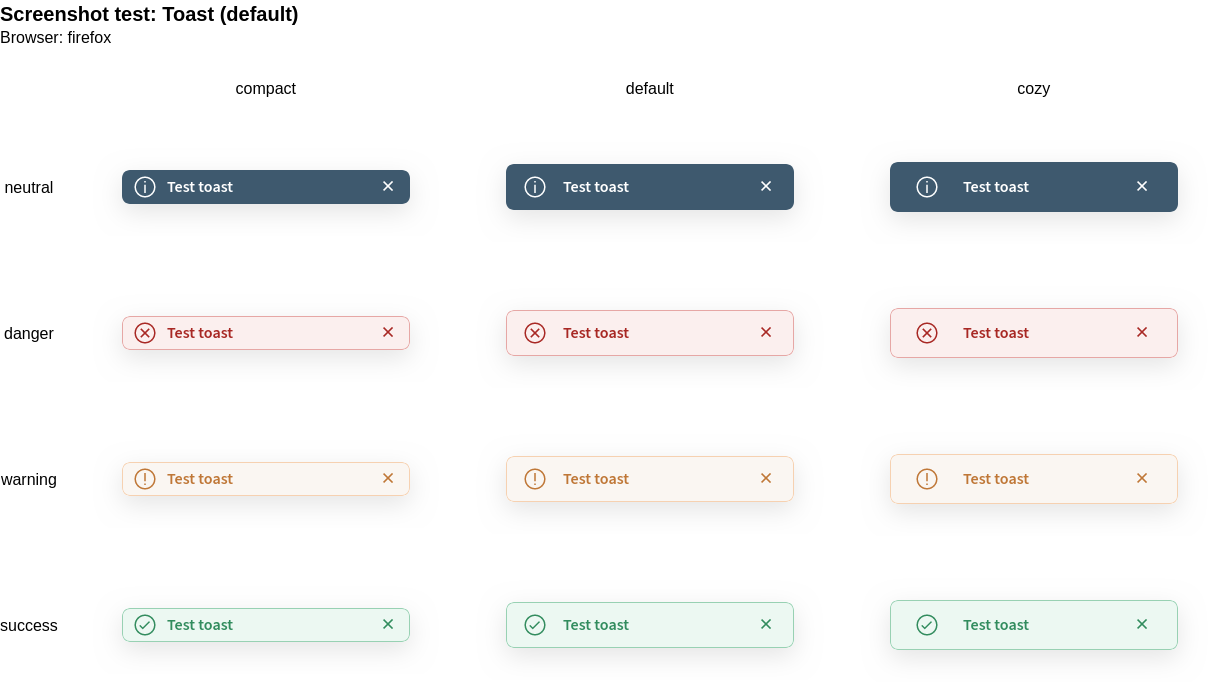 Screenshot test: Toast (default)
Browser: firefox
compact default cozy
neutral Test toast Test toast Test toast
danger Test toast Test toast Test toast
warning Test toast Test toast Test toast
success Test toast Test toast Test toast